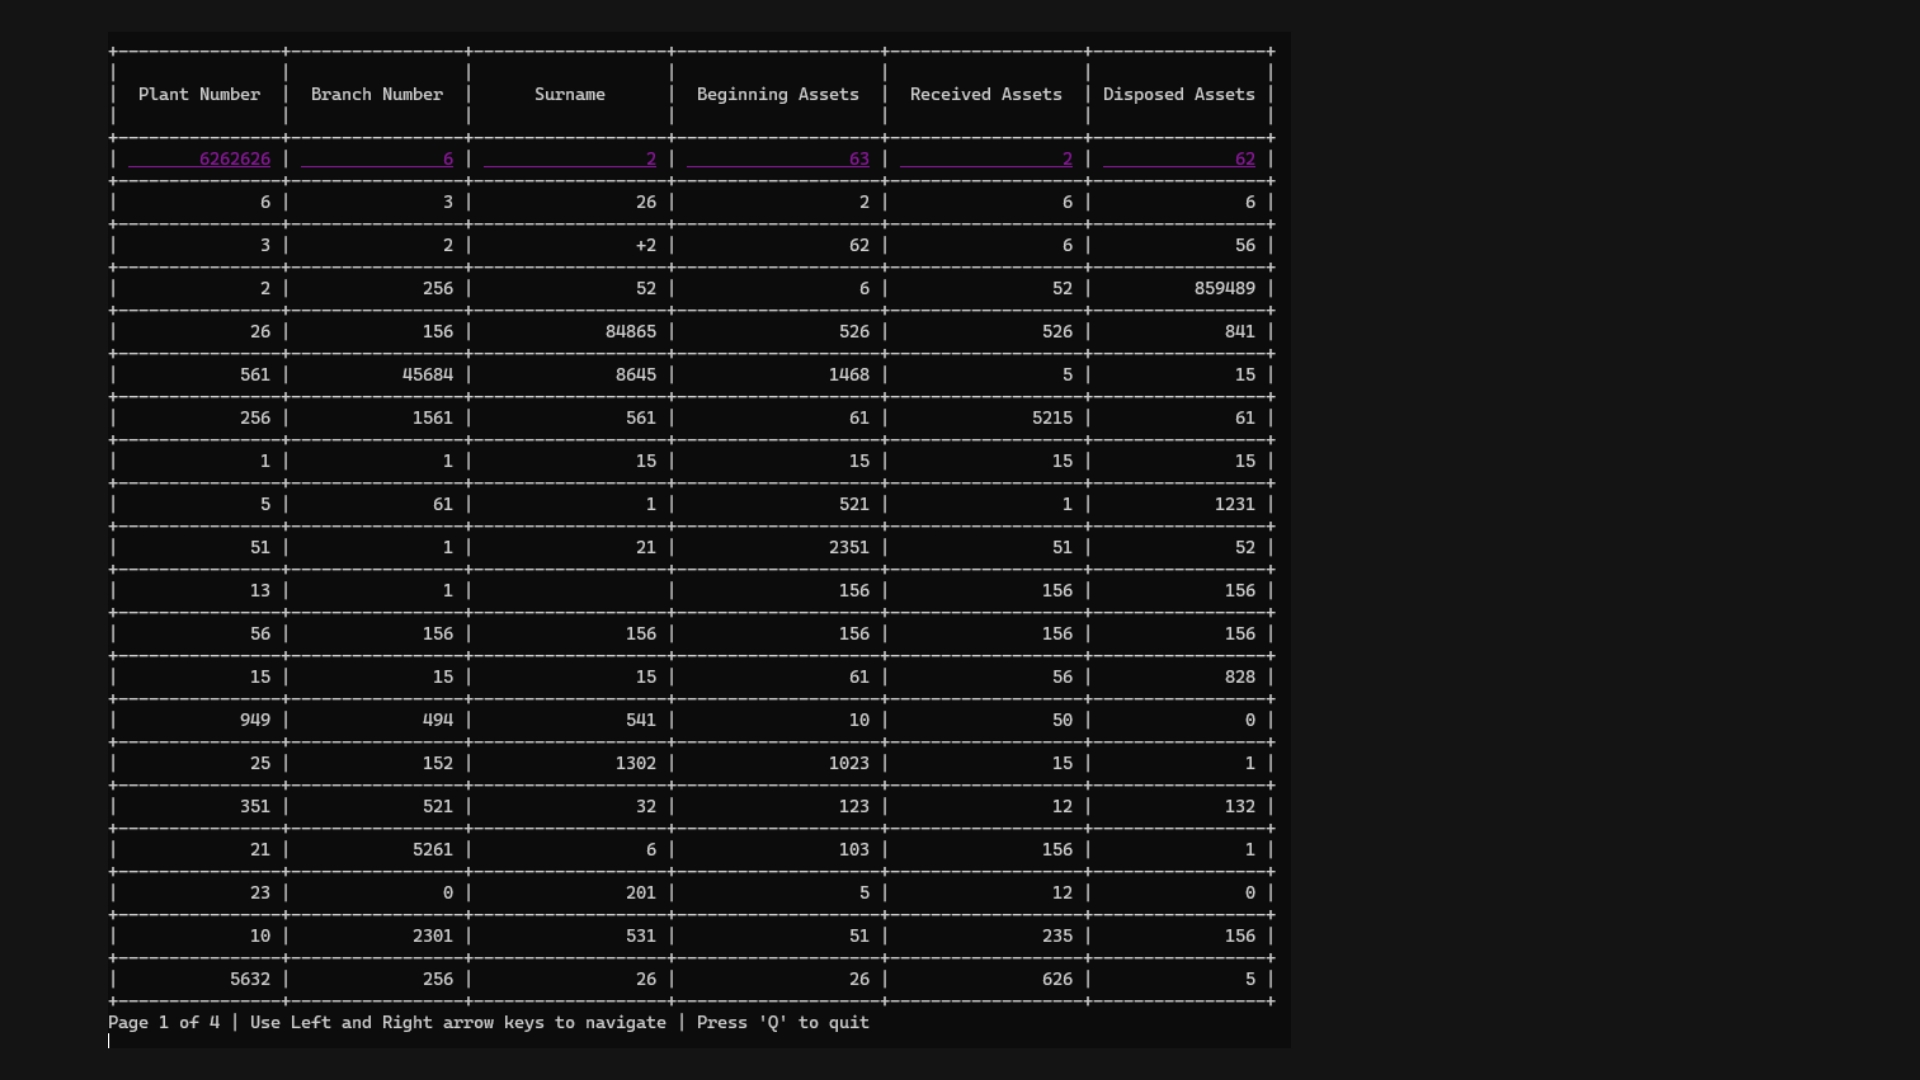 Plant Number | Branch Number | Surname | Beginning Assets | Received Assets | Disposed Assets
6262626 | 6 | 2 | 63 | 2 | 62
6 | 3 | 26 | 2 | 6 | 6
3 | 2 | +2 | 62 | 6 | 56
2 | 256 | 52 | 6 | 52 | 859489
26 | 156 | 84865 | 526 | 526 | 841
561 | 45684 | 8645 | 1468 | 5 | 15
256 | 1561 | 561 | 61 | 5215 | 61
1 | 1 | 15 | 15 | 15 | 15
5 | 61 | 1 | 521 | 1 | 1231
51 | 1 | 21 | 2351 | 51 | 52
13 | 1 | | 156 | 156 | 156
56 | 156 | 156 | 156 | 156 | 156
15 | 15 | 15 | 61 | 56 | 828
949 | 494 | 541 | 10 | 50 | 0
25 | 152 | 1302 | 1023 | 15 | 1
351 | 521 | 32 | 123 | 12 | 132
21 | 5261 | 6 | 103 | 156 | 1
23 | 0 | 201 | 5 | 12 | 0
10 | 2301 | 531 | 51 | 235 | 156
5632 | 256 | 26 | 26 | 626 | 5
Page 1 of 4 | Use Left and Right arrow keys to navigate | Press 'Q' to quit